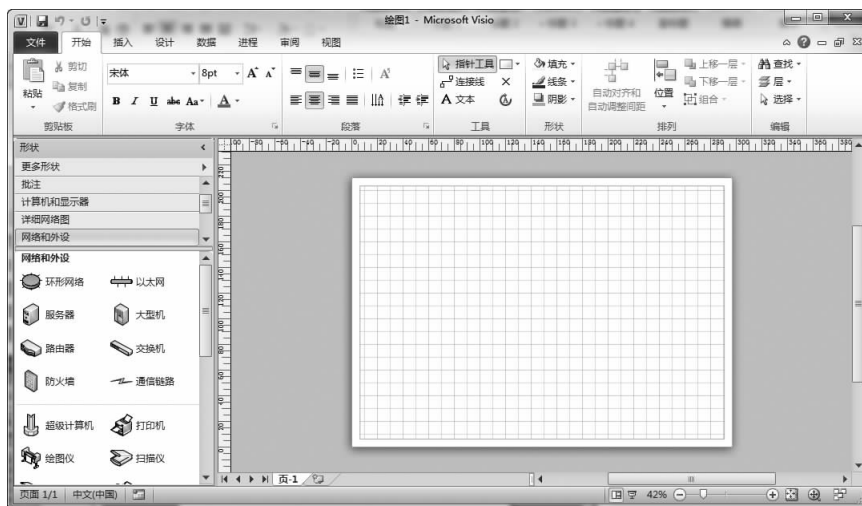 绘图1 - Microsoft Visio
文件 开始 插入 设计 数据 进程 审阅 视图
粘贴 剪切 复制 格式刷
剪贴板
宋体 8pt
B I U abc Aa A
字体
段落
指针工具
连接线
A 文本
工具
填充
线条
阴影
形状
自动对齐和
自动调整间距
位置
上移一层
下移一层
组合
排列
查找
层
选择
编辑
形状
更多形状
批注
计算机和显示器
详细网络图
网络和外设
网络和外设
环形网络 以太网
服务器 大型机
路由器 交换机
防火墙 通信链路
超级计算机 打印机
绘图仪 扫描仪
页-1
页面 1/1 中文(中国) 42%